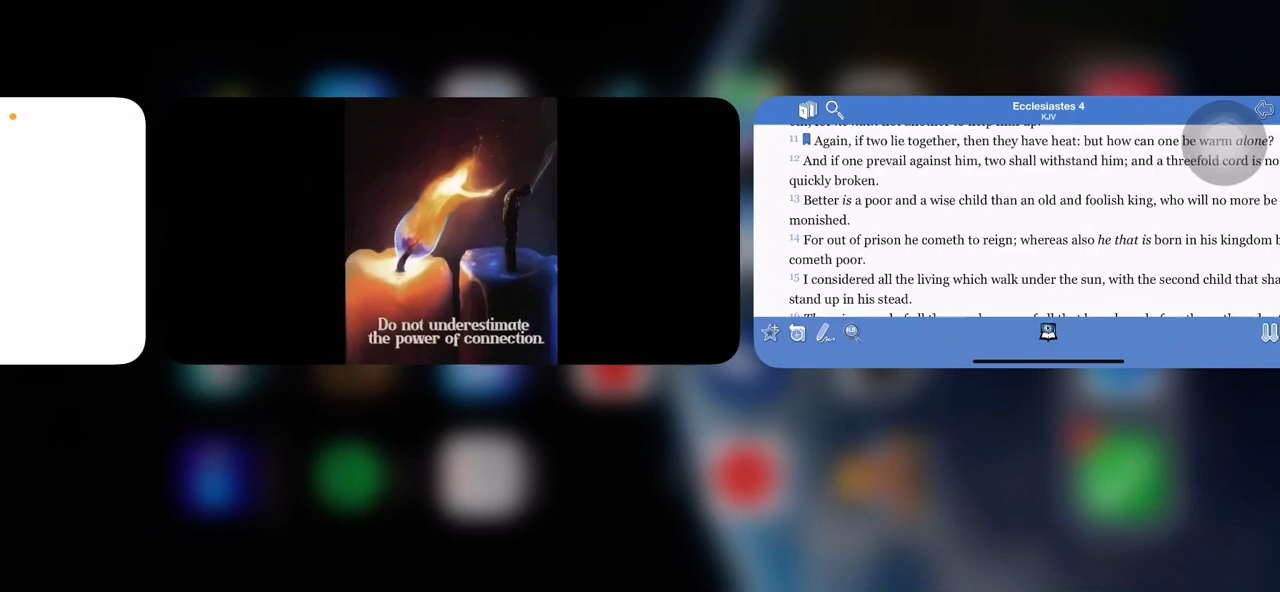 Do not underestimate
the power of connection.
Ecclesiastes 4
KJV
11 Again, if two lie together, then they have heat: but how can one be warm alone?
12 And if one prevail against him, two shall withstand him; and a threefold cord is no
quickly broken.
13 Better is a poor and a wise child than an old and foolish king, who will no more be
monished.
14 For out of prison he cometh to reign; whereas also he that is born in his kingdom b
cometh poor.
15 I considered all the living which walk under the sun, with the second child that sha
stand up in his stead.